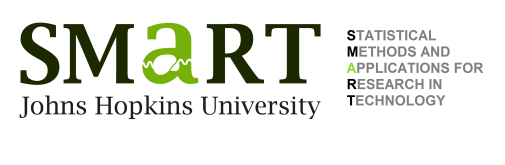 SMaRT
Johns Hopkins University
STATISTICAL
METHODS AND
APPLICATIONS FOR
RESEARCH IN
TECHNOLOGY